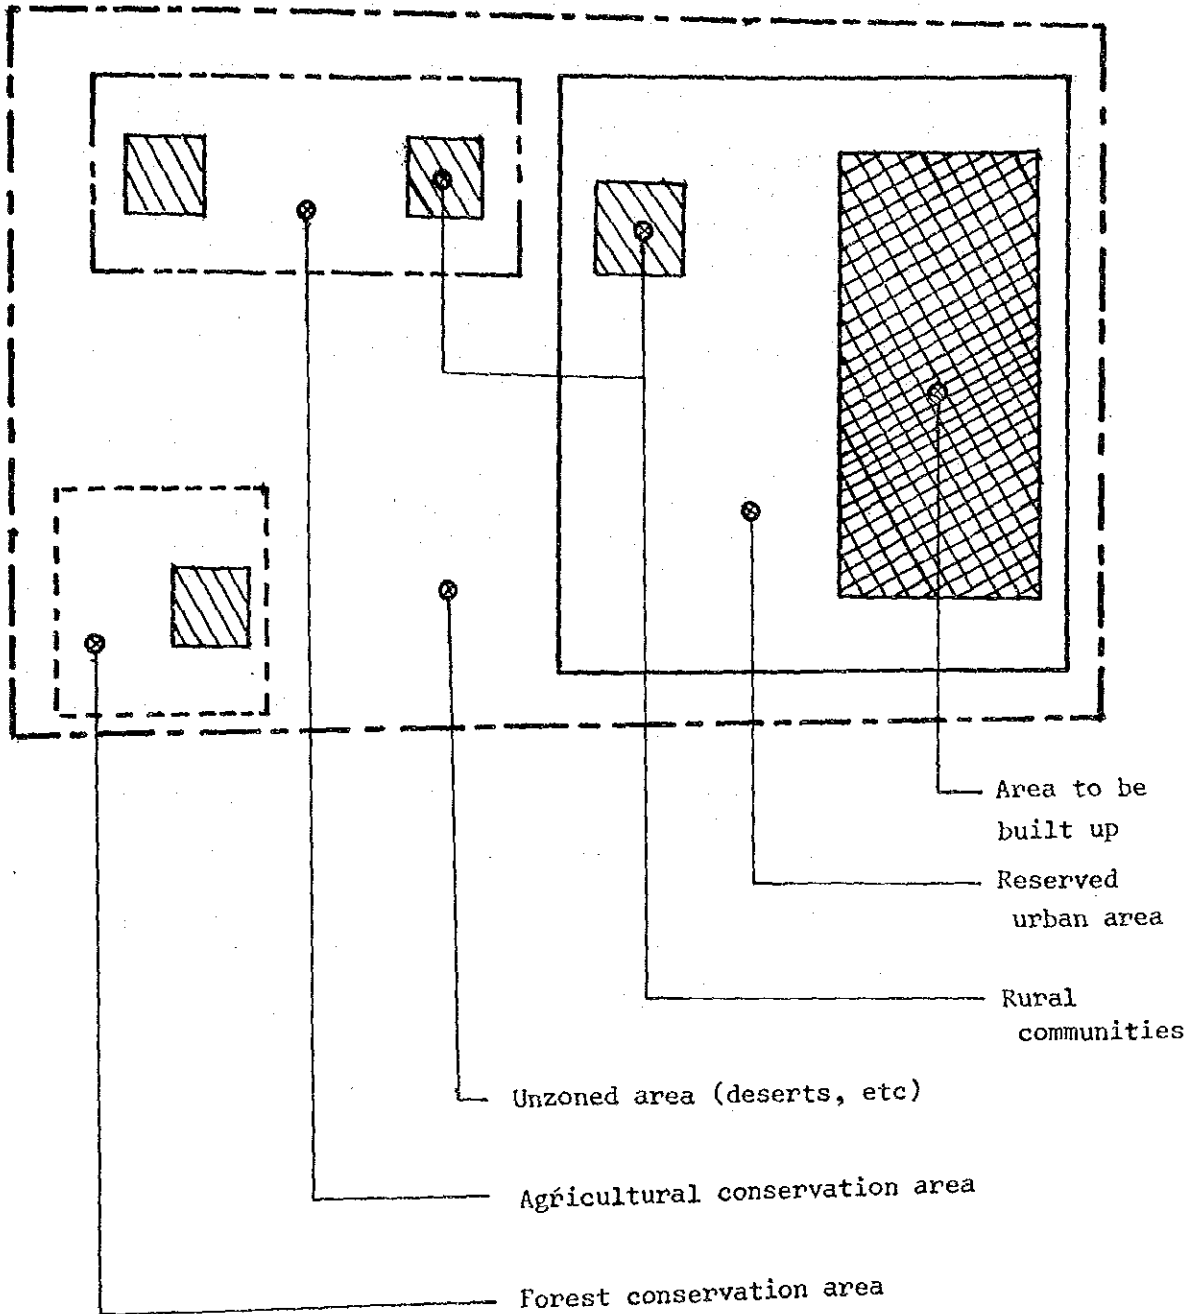 Area to be
built up
Reserved
urban area
Rural
communities
Unzoned area (deserts, etc)
Agricultural conservation area
Forest conservation area